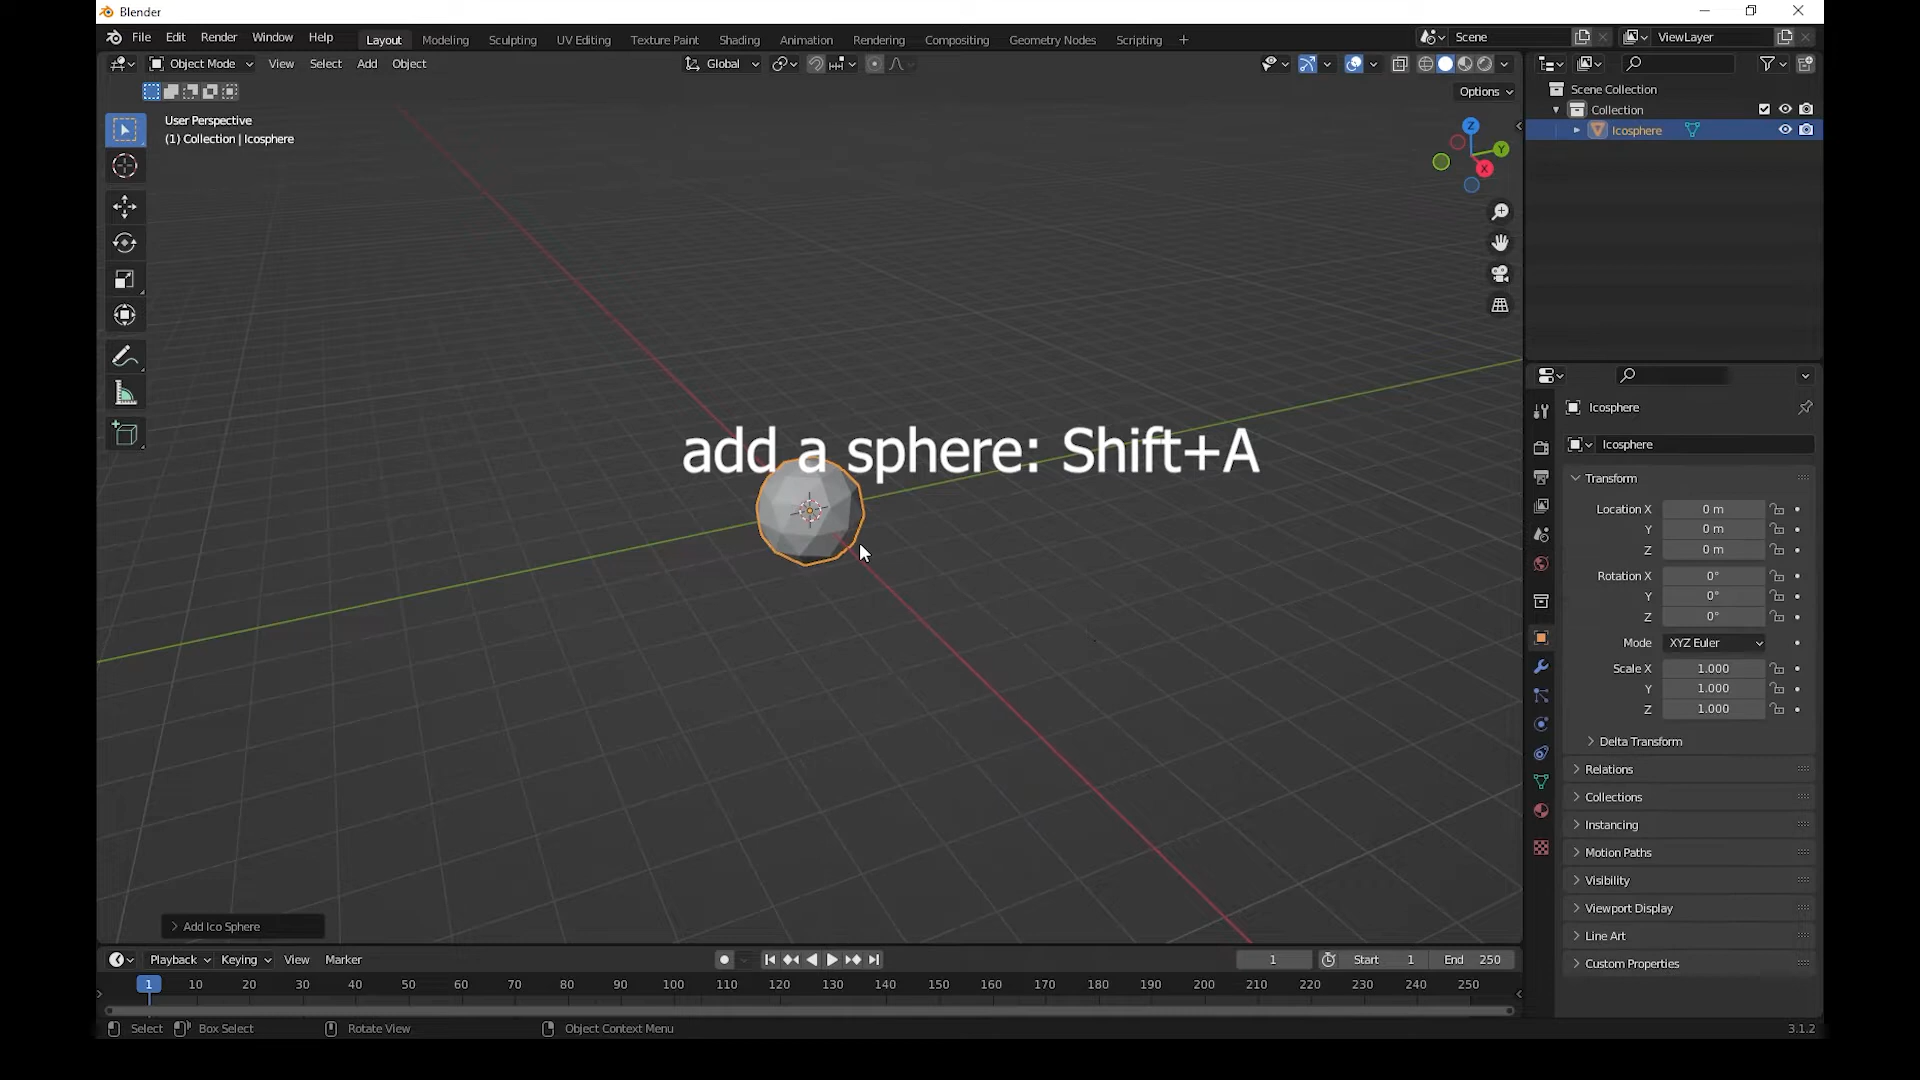 Blender
File Edit Render Window Help Layout Modeling Sculpting UV Editing Texture Paint Shading Animation Rendering Compositing Geometry Nodes Scripting + Scene ViewLayer
Object Mode View Select Add Object Global
Options
User Perspective
(1) Collection | Icosphere
Z
Y
X
add a sphere: Shift+A
Add Ico Sphere
Scene Collection
Collection
Icosphere
Icosphere
Icosphere
Transform
Location X 0 m
Y 0 m
Z 0 m
Rotation X 0°
Y 0°
Z 0°
Mode XYZ Euler
Scale X 1.000
Y 1.000
Z 1.000
Delta Transform
Relations
Collections
Instancing
Motion Paths
Visibility
Viewport Display
Line Art
Custom Properties
Playback Keying View Marker 1 Start 1 End 250
1 10 20 30 40 50 60 70 80 90 100 110 120 130 140 150 160 170 180 190 200 210 220 230 240 250
Select Box Select Rotate View Object Context Menu 3.1.2